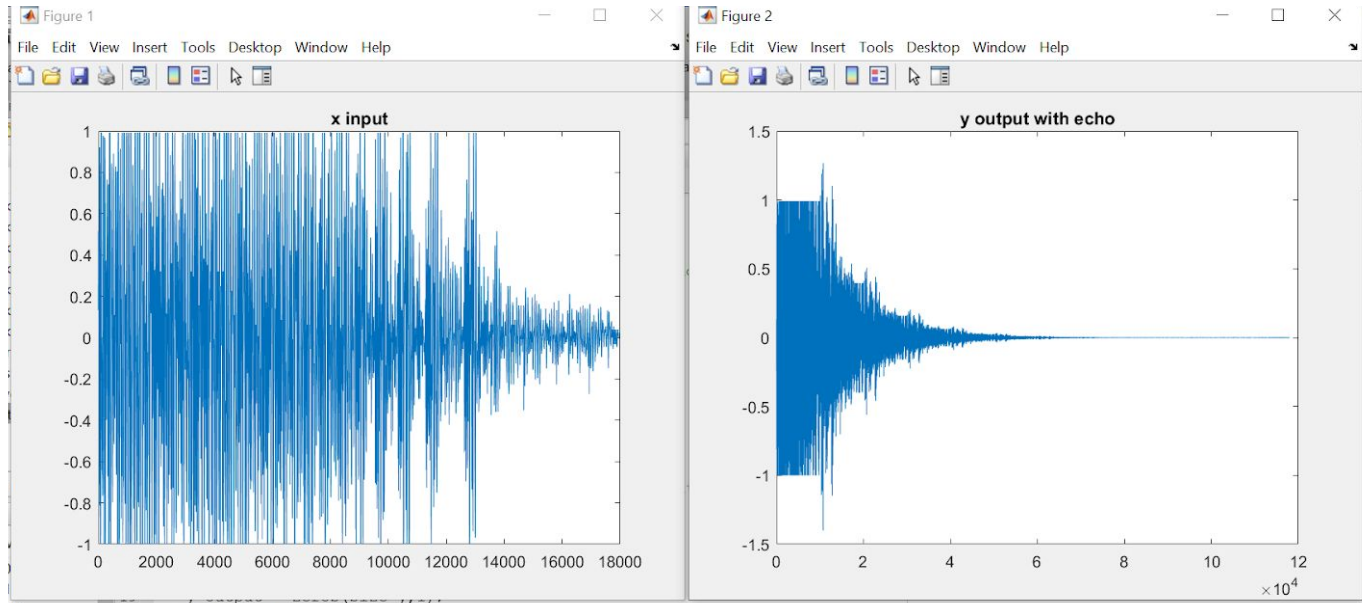 Figure 1
File Edit View Insert Tools Desktop Window Help
x input
1
0.8
0.6
0.4
0.2
0
-0.2
-0.4
-0.6
-0.8
-1
0 2000 4000 6000 8000 10000 12000 14000 16000 18000
Figure 2
File Edit View Insert Tools Desktop Window Help
y output with echo
1.5
1
0.5
0
-0.5
-1
-1.5
0 2 4 6 8 10 12
×10⁴